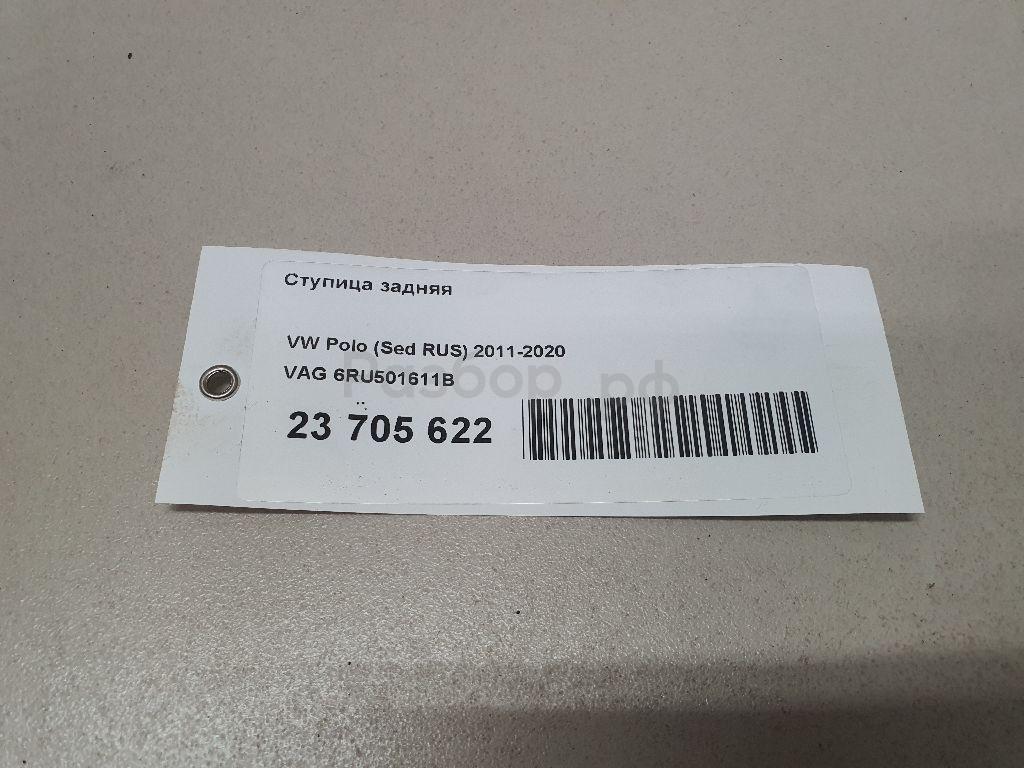 Ступица задняя
VW Polo (Sed RUS) 2011-2020
VAG 6RU501611B
Разбор.рф
23 705 622